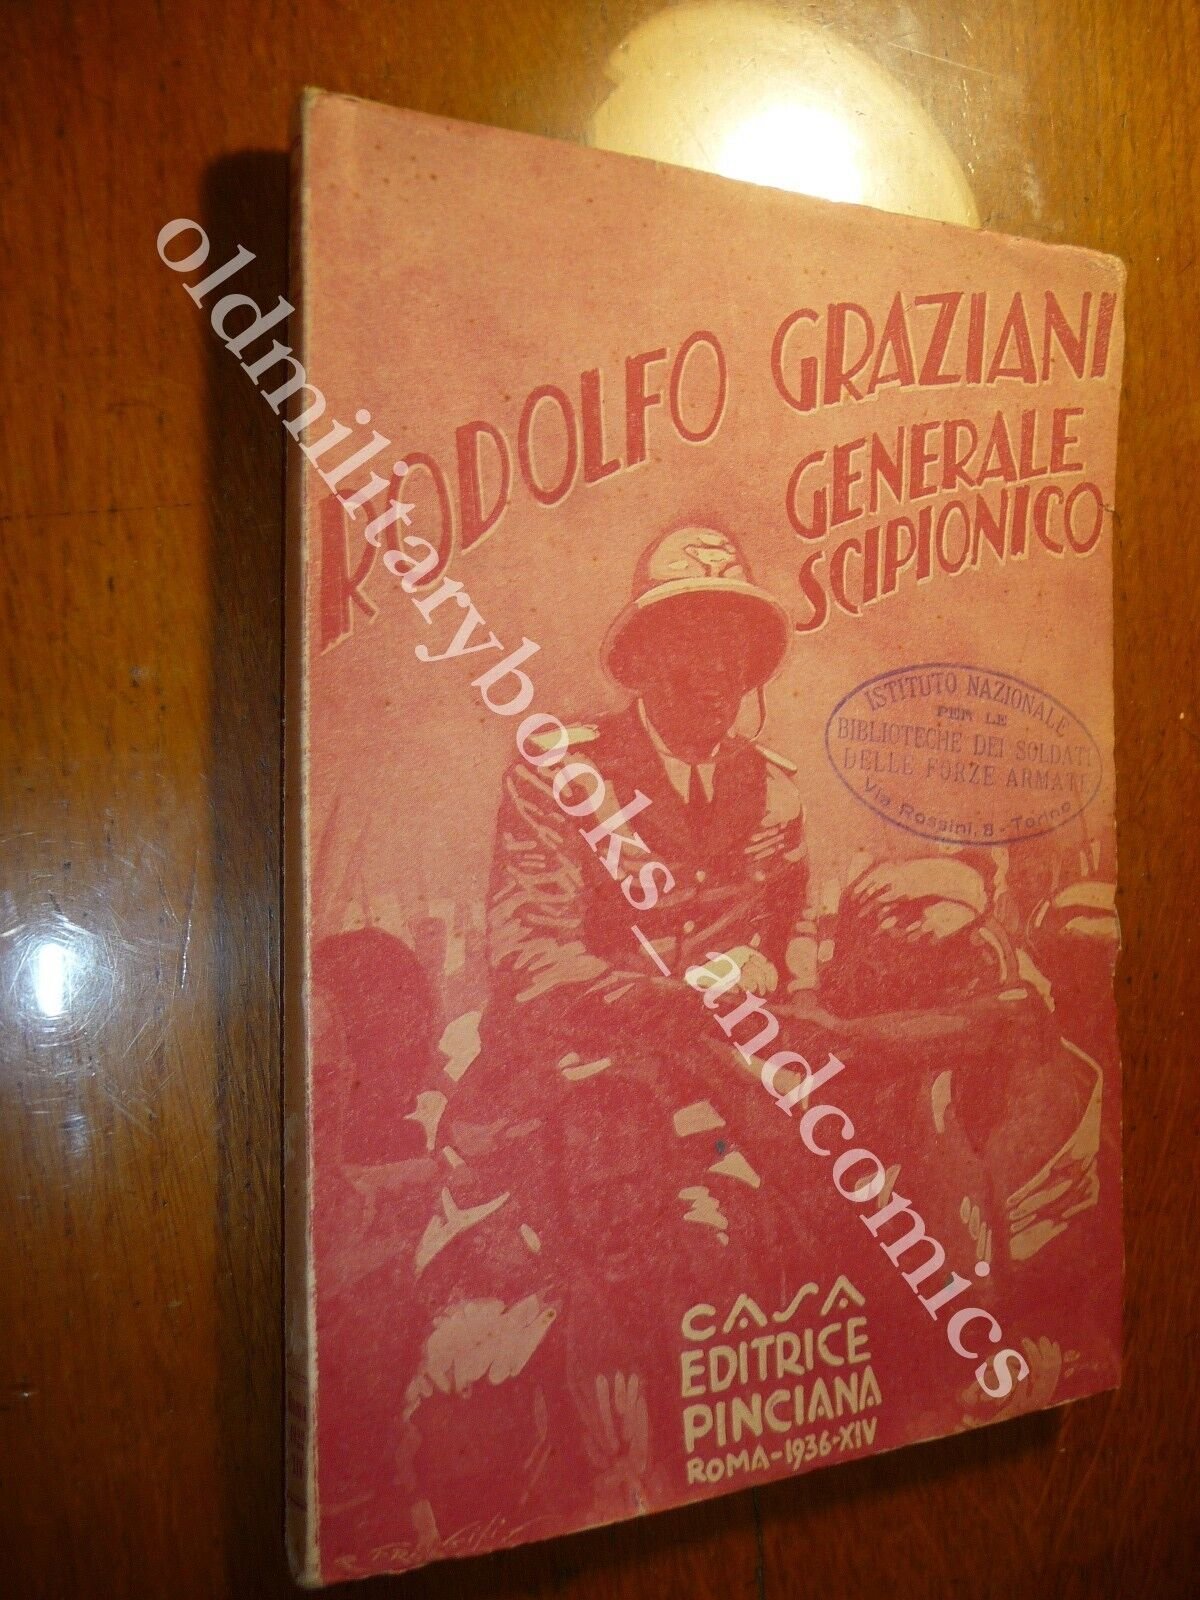 RODOLFO GRAZIANI
GENERALE
SCIPIONICO
ISTITUTO NAZIONALE
PER LE
BIBLIOTECHE DEI SOLDATI
DELLE FORZE ARMATE
Via Rossini, 8 - Torino
CASA
EDITRICE
PINCIANA
ROMA-1936-XIV
oldmilitarybooks_andcomics